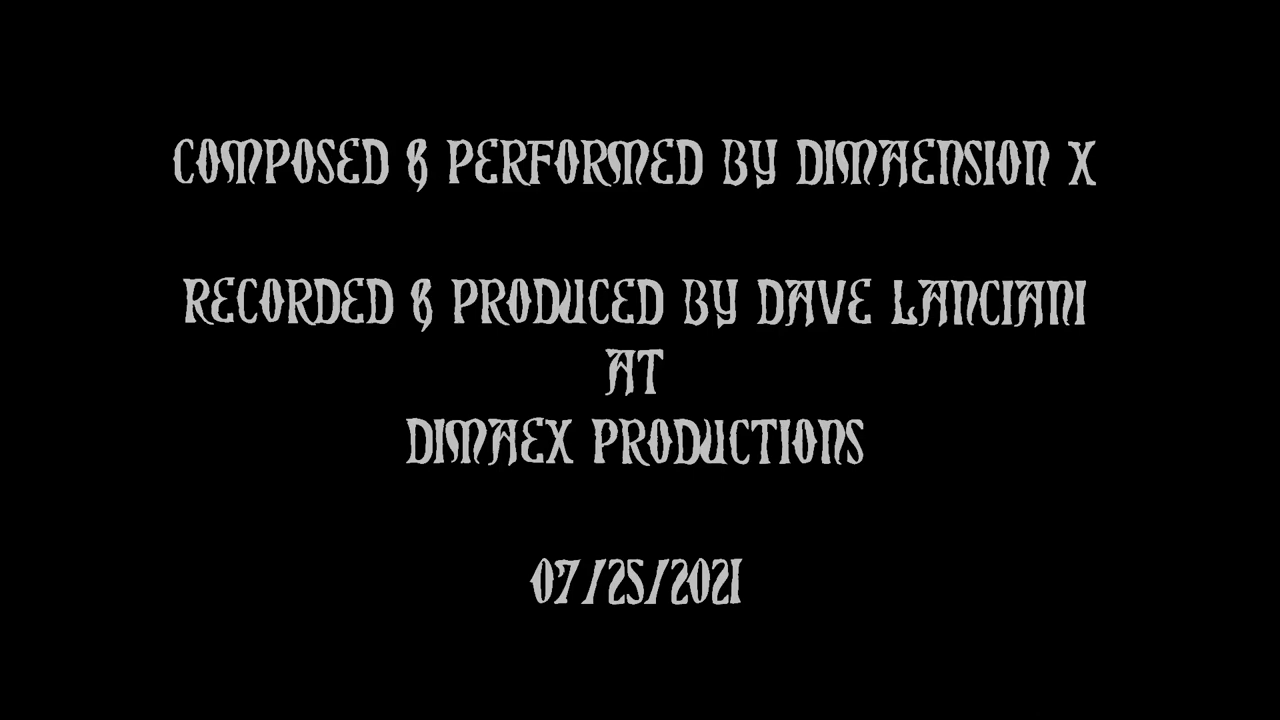 COMPOSED & PERFORMED BY DIMAENSION X
RECORDED & PRODUCED BY DAVE LANCIANI
AT
DIMAEX PRODUCTIONS
07/25/2021